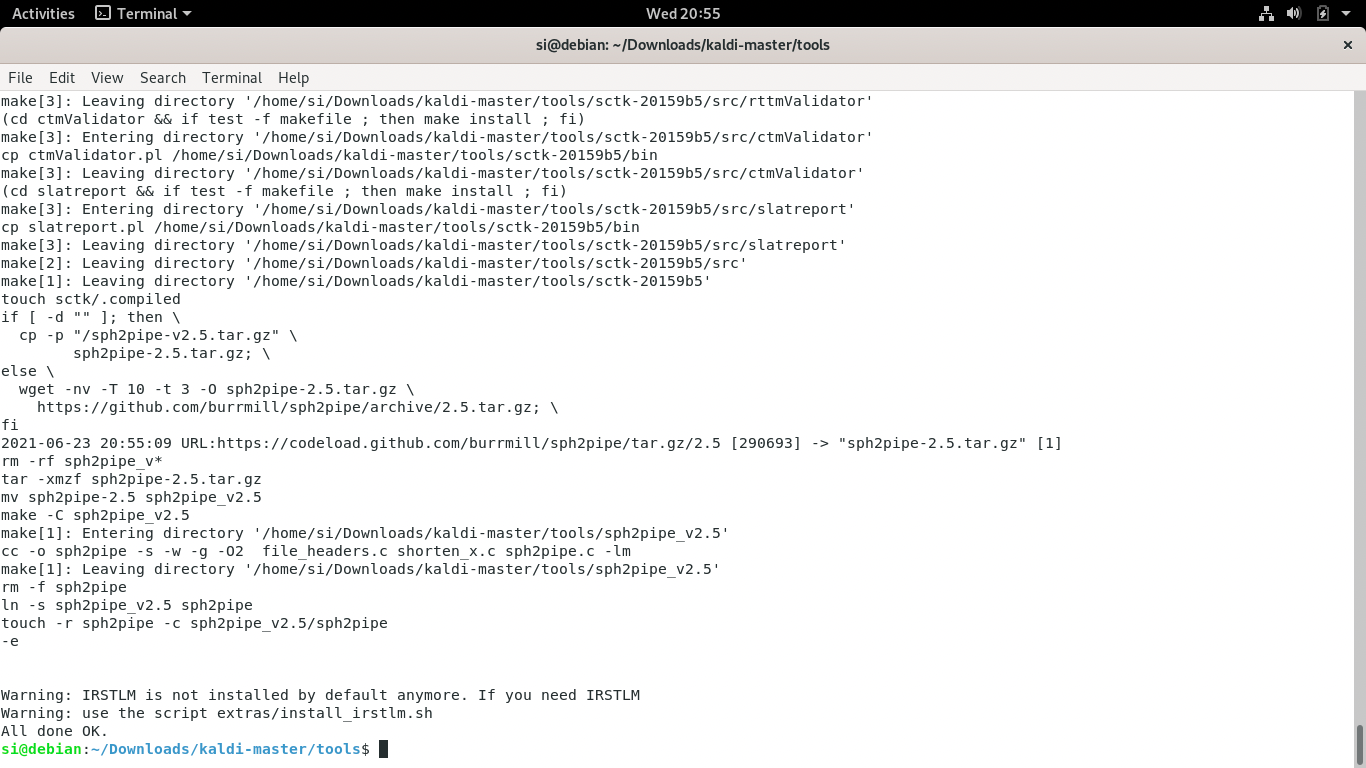 Activities Terminal Wed 20:55
si@debian: ~/Downloads/kaldi-master/tools ×
File Edit View Search Terminal Help
make[3]: Leaving directory '/home/si/Downloads/kaldi-master/tools/sctk-20159b5/src/rttmValidator'
(cd ctmValidator && if test -f makefile ; then make install ; fi)
make[3]: Entering directory '/home/si/Downloads/kaldi-master/tools/sctk-20159b5/src/ctmValidator'
cp ctmValidator.pl /home/si/Downloads/kaldi-master/tools/sctk-20159b5/bin
make[3]: Leaving directory '/home/si/Downloads/kaldi-master/tools/sctk-20159b5/src/ctmValidator'
(cd slatreport && if test -f makefile ; then make install ; fi)
make[3]: Entering directory '/home/si/Downloads/kaldi-master/tools/sctk-20159b5/src/slatreport'
cp slatreport.pl /home/si/Downloads/kaldi-master/tools/sctk-20159b5/bin
make[3]: Leaving directory '/home/si/Downloads/kaldi-master/tools/sctk-20159b5/src/slatreport'
make[2]: Leaving directory '/home/si/Downloads/kaldi-master/tools/sctk-20159b5/src'
make[1]: Leaving directory '/home/si/Downloads/kaldi-master/tools/sctk-20159b5'
touch sctk/.compiled
if [ -d "" ]; then \
  cp -p "/sph2pipe-v2.5.tar.gz" \
        sph2pipe-2.5.tar.gz; \
else \
  wget -nv -T 10 -t 3 -O sph2pipe-2.5.tar.gz \
    https://github.com/burrmill/sph2pipe/archive/2.5.tar.gz; \
fi
2021-06-23 20:55:09 URL:https://codeload.github.com/burrmill/sph2pipe/tar.gz/2.5 [290693] -> "sph2pipe-2.5.tar.gz" [1]
rm -rf sph2pipe_v*
tar -xmzf sph2pipe-2.5.tar.gz
mv sph2pipe-2.5 sph2pipe_v2.5
make -C sph2pipe_v2.5
make[1]: Entering directory '/home/si/Downloads/kaldi-master/tools/sph2pipe_v2.5'
cc -o sph2pipe -s -w -g -O2  file_headers.c shorten_x.c sph2pipe.c -lm
make[1]: Leaving directory '/home/si/Downloads/kaldi-master/tools/sph2pipe_v2.5'
rm -f sph2pipe
ln -s sph2pipe_v2.5 sph2pipe
touch -r sph2pipe -c sph2pipe_v2.5/sph2pipe
-e
Warning: IRSTLM is not installed by default anymore. If you need IRSTLM
Warning: use the script extras/install_irstlm.sh
All done OK.
si@debian:~/Downloads/kaldi-master/tools$